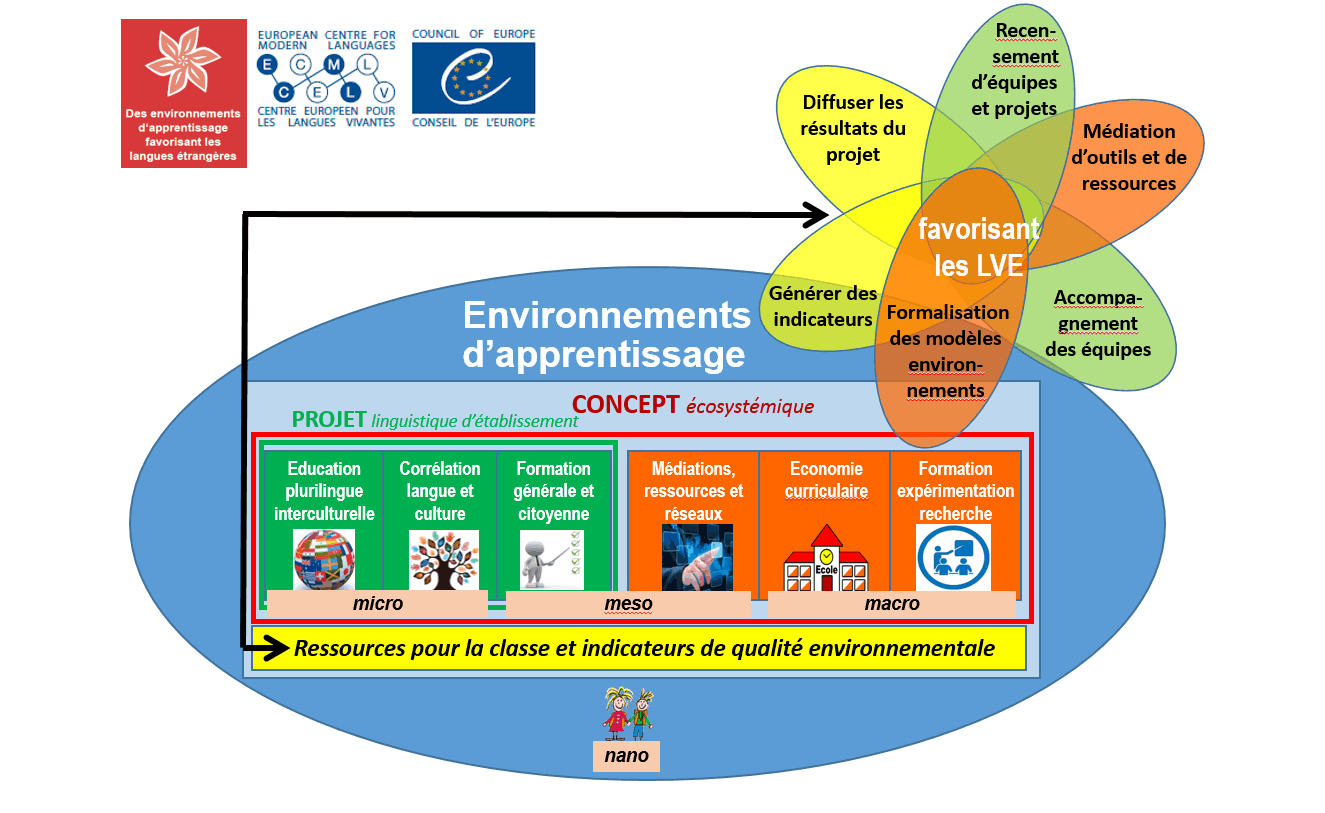 Des environnements
d'apprentissage
favorisant les
langues étrangères
EUROPEAN CENTRE FOR
MODERN LANGUAGES
E C M L
C E L V
CENTRE EUROPEEN POUR
LES LANGUES VIVANTES
COUNCIL OF EUROPE
CONSEIL DE L'EUROPE
Recen-
sement
d'équipes
et projets
Diffuser les
résultats du
projet
Médiation
d'outils et de
ressources
favorisant
les LVE
Générer des
indicateurs
Formalisation
des modèles
environ-
nements
Accompa-
gnement
des équipes
Environnements
d'apprentissage
CONCEPT écosystémique
PROJET linguistique d'établissement
Education
plurilingue
interculturelle
Corrélation
langue et
culture
Formation
générale et
citoyenne
Médiations,
ressources et
réseaux
Economie
curriculaire
Ecole
Formation
expérimentation
recherche
micro
meso
macro
Ressources pour la classe et indicateurs de qualité environnementale
nano